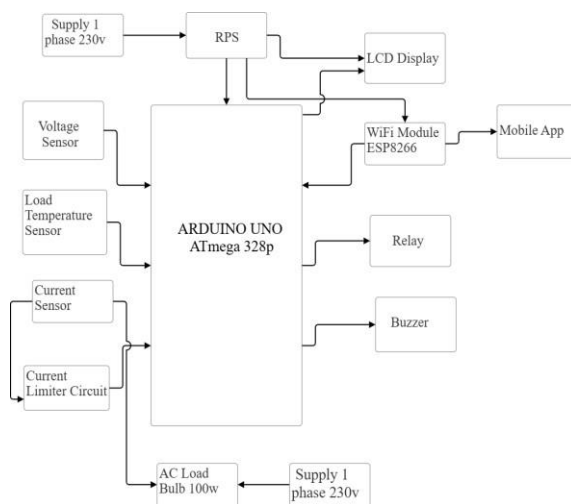 Supply 1
phase 230v
RPS
LCD Display
Voltage
Sensor
WiFi Module
ESP8266
Mobile App
Load
Temperature
Sensor
ARDUINO UNO
ATmega 328p
Relay
Current
Sensor
Buzzer
Current
Limiter Circuit
AC Load
Bulb 100w
Supply 1
phase 230v